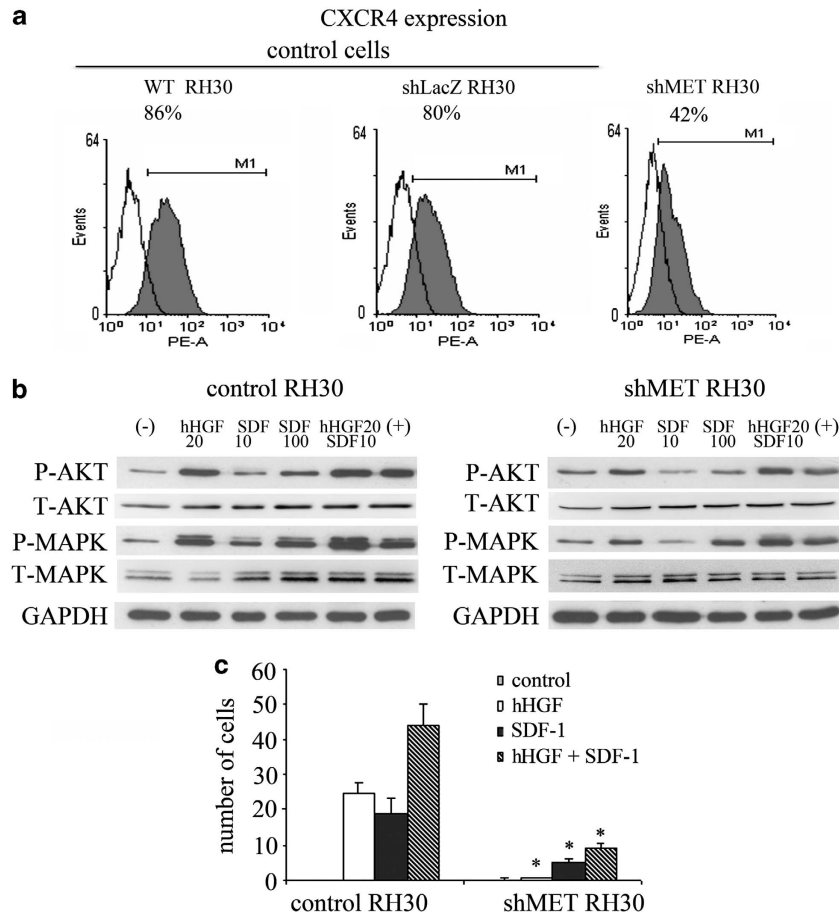 a
CXCR4 expression
control cells
WT RH30
86%
shLacZ RH30
80%
shMET RH30
42%
64
Events
0
M1
10⁰ 10¹ 10² 10³ 10⁴
PE-A
64
Events
0
M1
10⁰ 10¹ 10² 10³ 10⁴
PE-A
64
Events
0
M1
10⁰ 10¹ 10² 10³ 10⁴
PE-A
b
control RH30
(-) hHGF SDF SDF hHGF20 (+)
20 10 100 SDF10
P-AKT
T-AKT
P-MAPK
T-MAPK
GAPDH
shMET RH30
(-) hHGF SDF SDF hHGF20 (+)
20 10 100 SDF10
P-AKT
T-AKT
P-MAPK
T-MAPK
GAPDH
c
number of cells
60
50
40
30
20
10
0
control
hHGF
SDF-1
hHGF + SDF-1
* * *
control RH30
shMET RH30